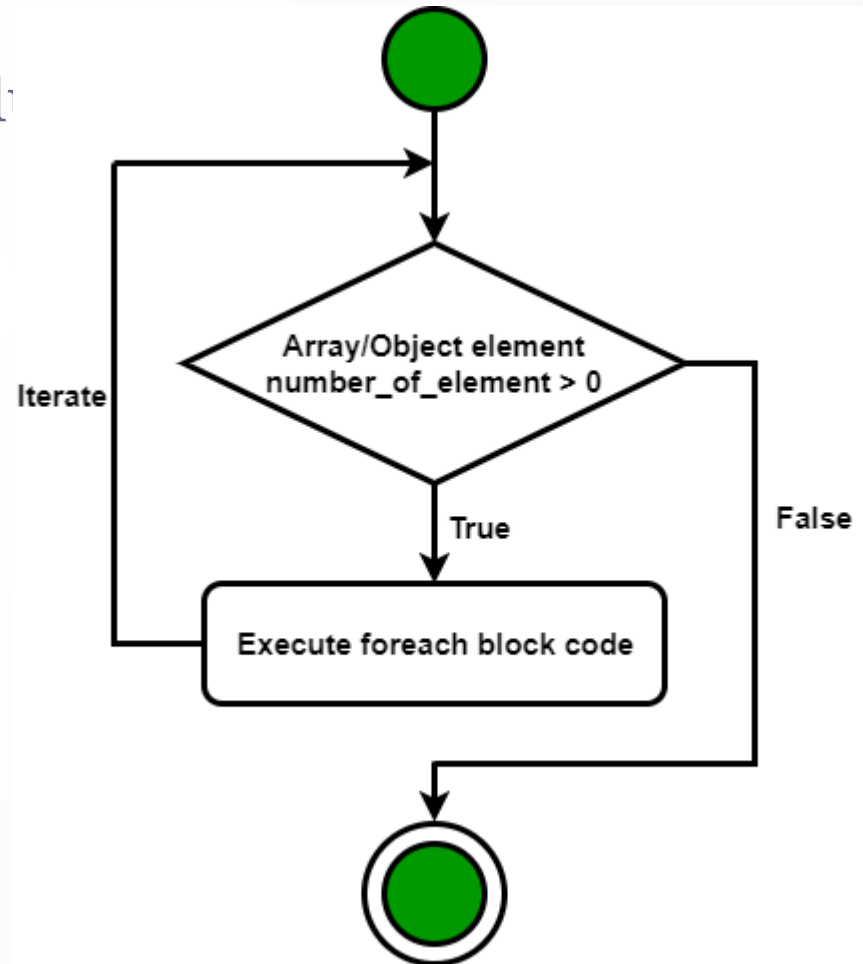 Array/Object element
number_of_element > 0
Iterate
True
False
Execute foreach block code